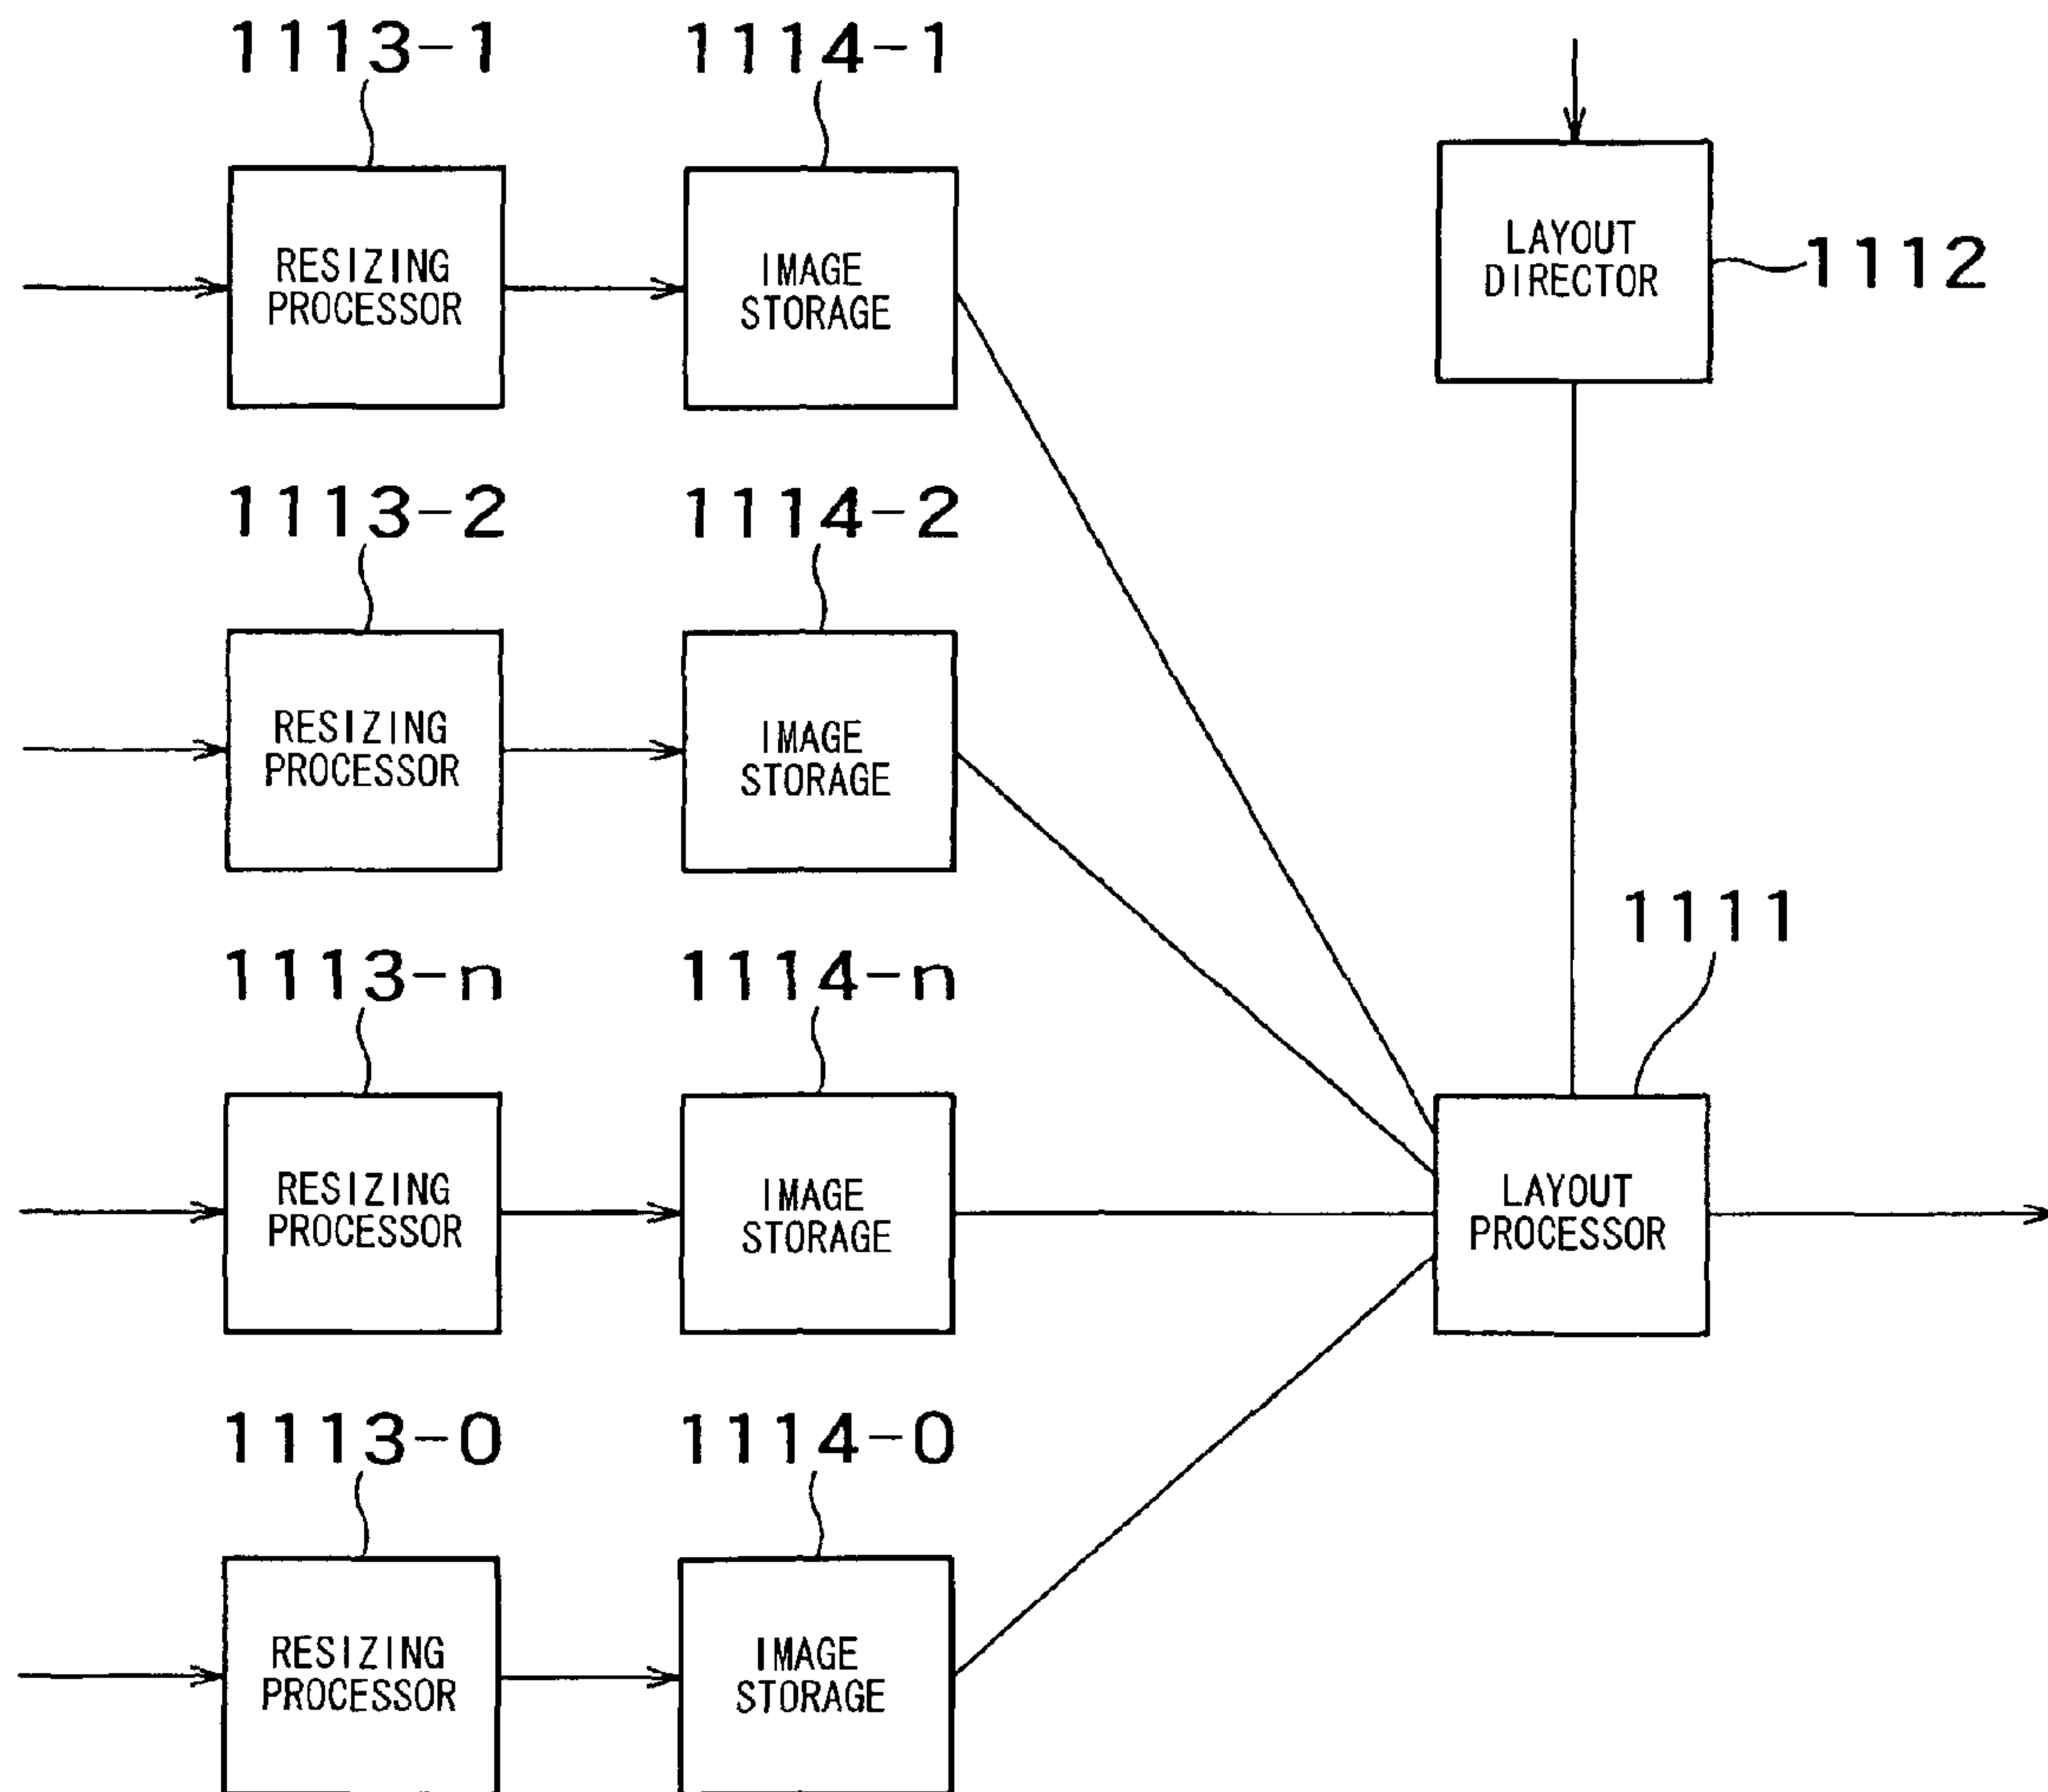 1113-1
1114-1
RESIZING
PROCESSOR
IMAGE
STORAGE
LAYOUT
DIRECTOR
1112
1113-2
1114-2
RESIZING
PROCESSOR
IMAGE
STORAGE
1111
1113-n
1114-n
RESIZING
PROCESSOR
IMAGE
STORAGE
LAYOUT
PROCESSOR
1113-0
1114-0
RESIZING
PROCESSOR
IMAGE
STORAGE